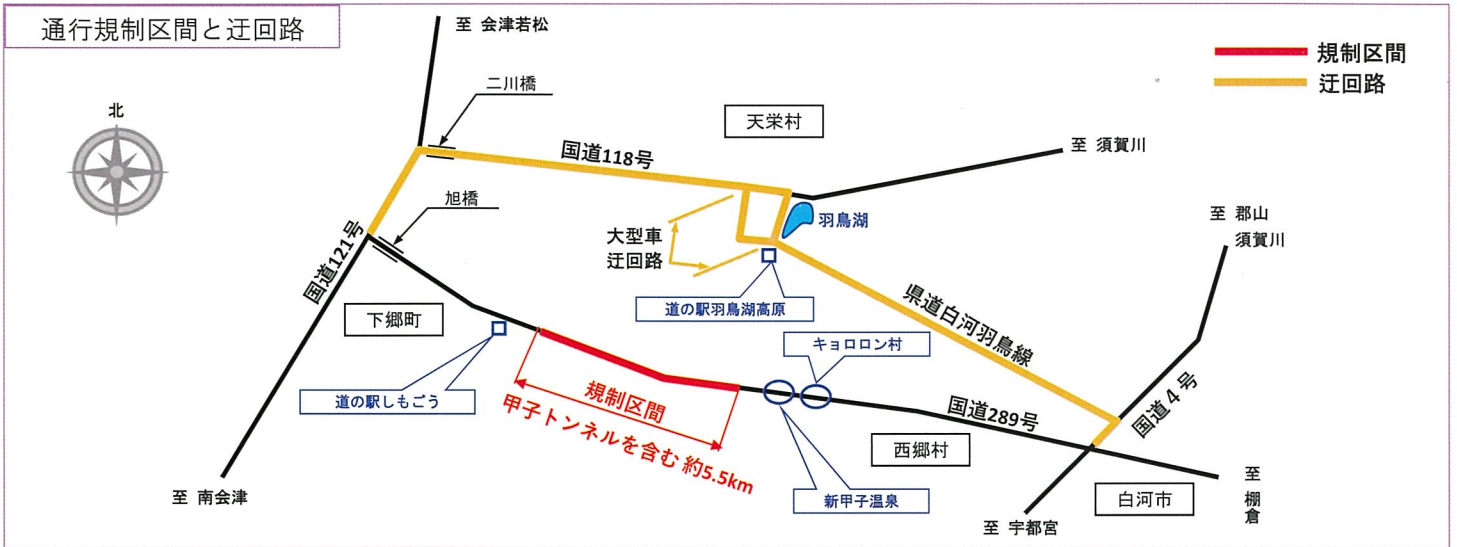 通行規制区間と迂回路
至 会津若松
規制区間
迂回路
北
二川橋
天栄村
国道118号
至 須賀川
旭橋
羽鳥湖
至 郡山
須賀川
大型車
迂回路
国道121号
道の駅羽鳥湖高原
県道白河羽鳥線
下郷町
キョロロン村
道の駅しもごう
規制区間
甲子トンネルを含む 約5.5km
国道289号
国道4号
西郷村
新甲子温泉
至 南会津
白河市
至 棚倉
至 宇都宮